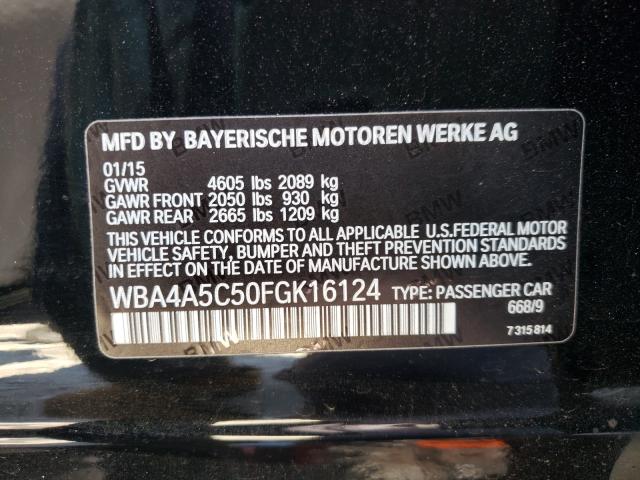 MFD BY BAYERISCHE MOTOREN WERKE AG
01/15
GVWR 4605 lbs 2089 kg
GAWR FRONT 2050 lbs 930 kg
GAWR REAR 2665 lbs 1209 kg
THIS VEHICLE CONFORMS TO ALL APPLICABLE U.S.FEDERAL MOTOR
VEHICLE SAFETY, BUMPER AND THEFT PREVENTION STANDARDS
IN EFFECT ON THE DATE OF MANUFACTURE SHOWN ABOVE.
WBA4A5C50FGK16124 TYPE: PASSENGER CAR
668/9
7 315 814